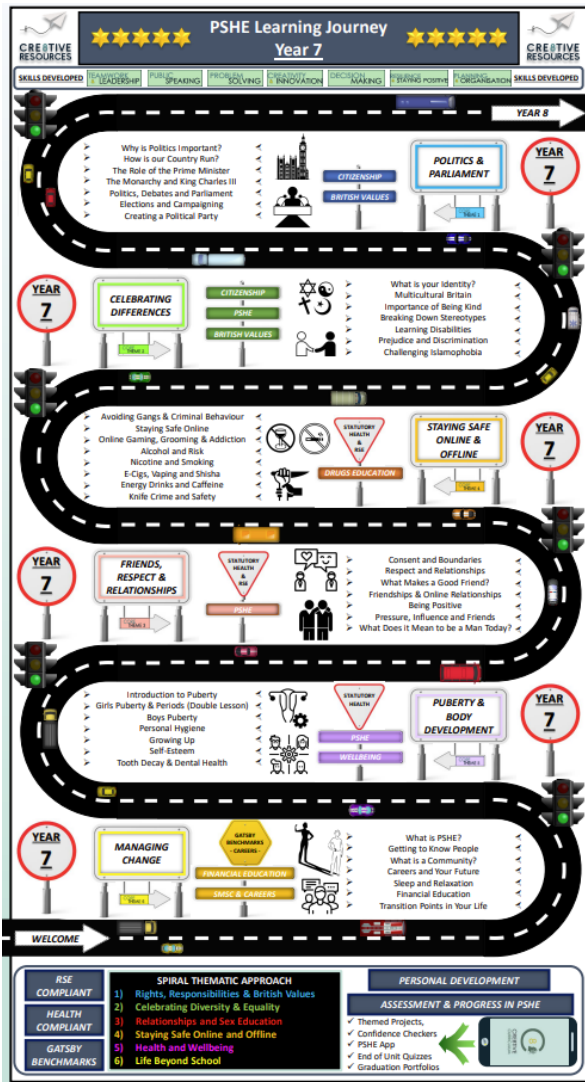 CRE8TIVE
RESOURCES
PSHE Learning Journey
Year 7
CRE8TIVE
RESOURCES
SKILLS DEVELOPED
TEAMWORK
& LEADERSHIP
PUBLIC
SPEAKING
PROBLEM
SOLVING
CREATIVITY
& INNOVATION
DECISION
MAKING
RESILIENCE
& STAYING POSITIVE
PLANNING
& ORGANISATION
SKILLS DEVELOPED
YEAR 8
Why is Politics Important?
How is our Country Run?
The Role of the Prime Minister
The Monarchy and King Charles III
Politics, Debates and Parliament
Elections and Campaigning
Creating a Political Party
CITIZENSHIP
BRITISH VALUES
POLITICS &
PARLIAMENT
THEME 1
YEAR
7
YEAR
7
CELEBRATING
DIFFERENCES
THEME 2
CITIZENSHIP
PSHE
BRITISH VALUES
What is your Identity?
Multicultural Britain
Importance of Being Kind
Breaking Down Stereotypes
Learning Disabilities
Prejudice and Discrimination
Challenging Islamophobia
Avoiding Gangs & Criminal Behaviour
Staying Safe Online
Online Gaming, Grooming & Addiction
Alcohol and Risk
Nicotine and Smoking
E-Cigs, Vaping and Shisha
Energy Drinks and Caffeine
Knife Crime and Safety
STATUTORY
HEALTH
&
RSE
DRUGS EDUCATION
STAYING SAFE
ONLINE &
OFFLINE
YEAR
7
YEAR
7
FRIENDS,
RESPECT &
RELATIONSHIPS
THEME 3
STATUTORY
HEALTH
&
RSE
PSHE
Consent and Boundaries
Respect and Relationships
What Makes a Good Friend?
Friendships & Online Relationships
Being Positive
Pressure, Influence and Friends
What Does it Mean to be a Man Today?
Introduction to Puberty
Girls Puberty & Periods (Double Lesson)
Boys Puberty
Personal Hygiene
Growing Up
Self-Esteem
Tooth Decay & Dental Health
STATUTORY
HEALTH
PSHE
WELLBEING
PUBERTY &
BODY
DEVELOPMENT
YEAR
7
YEAR
7
MANAGING
CHANGE
GATSBY
BENCHMARKS
- CAREERS -
FINANCIAL EDUCATION
SMSC & CAREERS
What is PSHE?
Getting to Know People
What is a Community?
Careers and Your Future
Sleep and Relaxation
Financial Education
Transition Points in Your Life
WELCOME
RSE
COMPLIANT
HEALTH
COMPLIANT
GATSBY
BENCHMARKS
SPIRAL THEMATIC APPROACH
1) Rights, Responsibilities & British Values
2) Celebrating Diversity & Equality
3) Relationships and Sex Education
4) Staying Safe Online and Offline
5) Health and Wellbeing
6) Life Beyond School
PERSONAL DEVELOPMENT
ASSESSMENT & PROGRESS IN PSHE
Themed Projects,
Confidence Checkers
PSHE App
End of Unit Quizzes
Graduation Portfolios